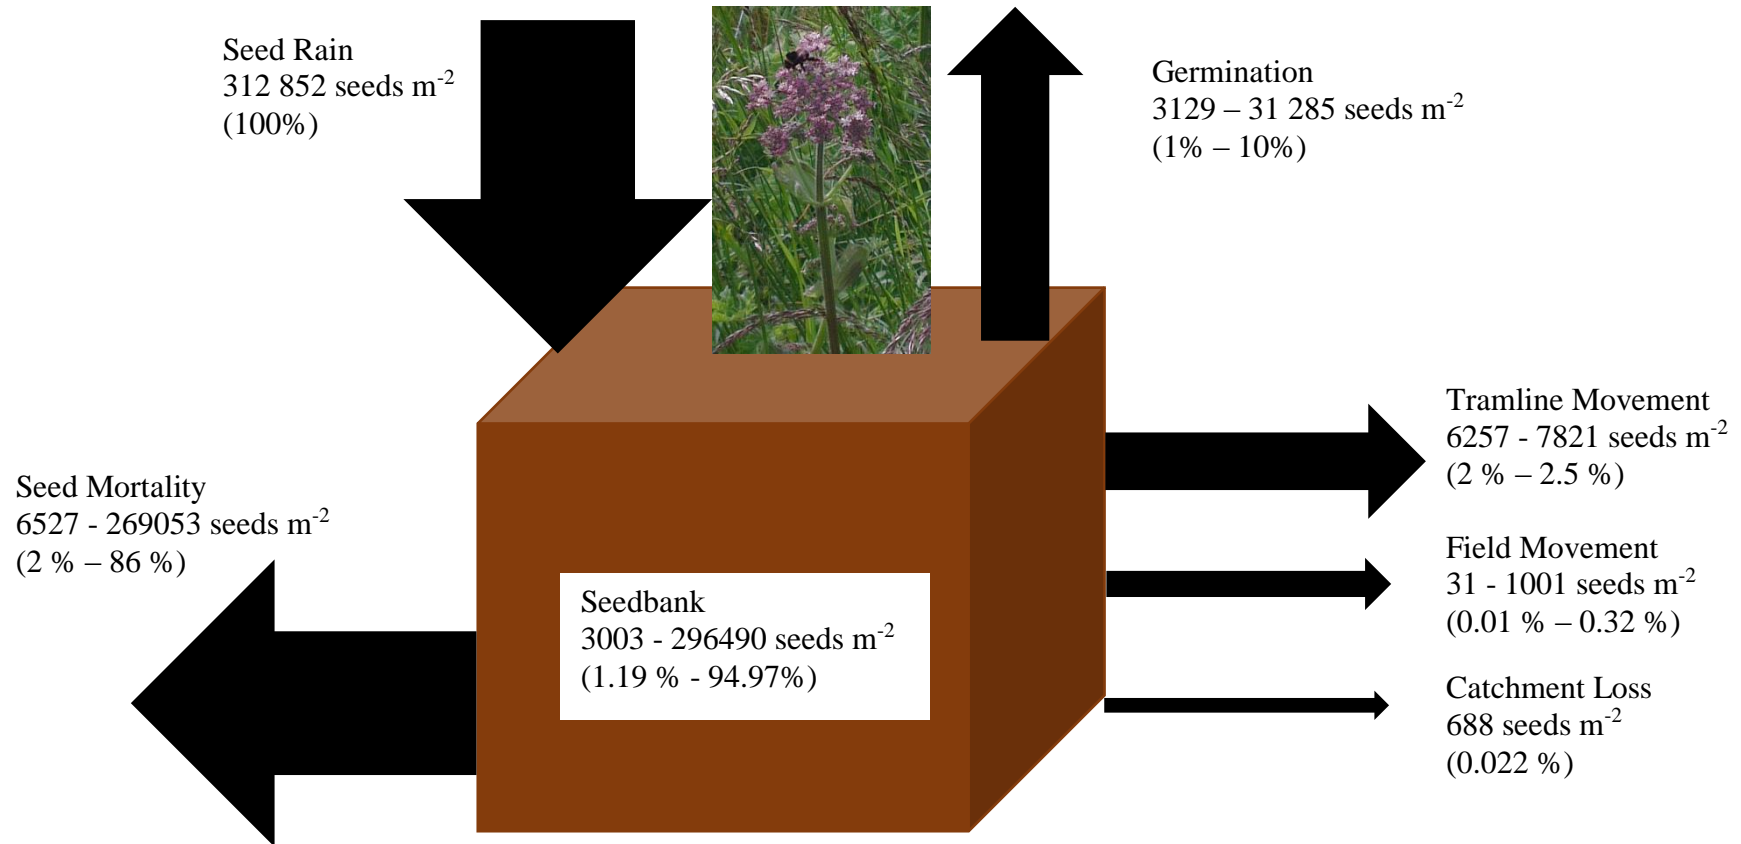 Seed Rain
312 852 seeds m⁻²
(100%)
Germination
3129 – 31 285 seeds m⁻²
(1% – 10%)
Tramline Movement
6257 - 7821 seeds m⁻²
(2 % – 2.5 %)
Seed Mortality
6527 - 269053 seeds m⁻²
(2 % – 86 %)
Field Movement
31 - 1001 seeds m⁻²
(0.01 % – 0.32 %)
Seedbank
3003 - 296490 seeds m⁻²
(1.19 % - 94.97%)
Catchment Loss
688 seeds m⁻²
(0.022 %)